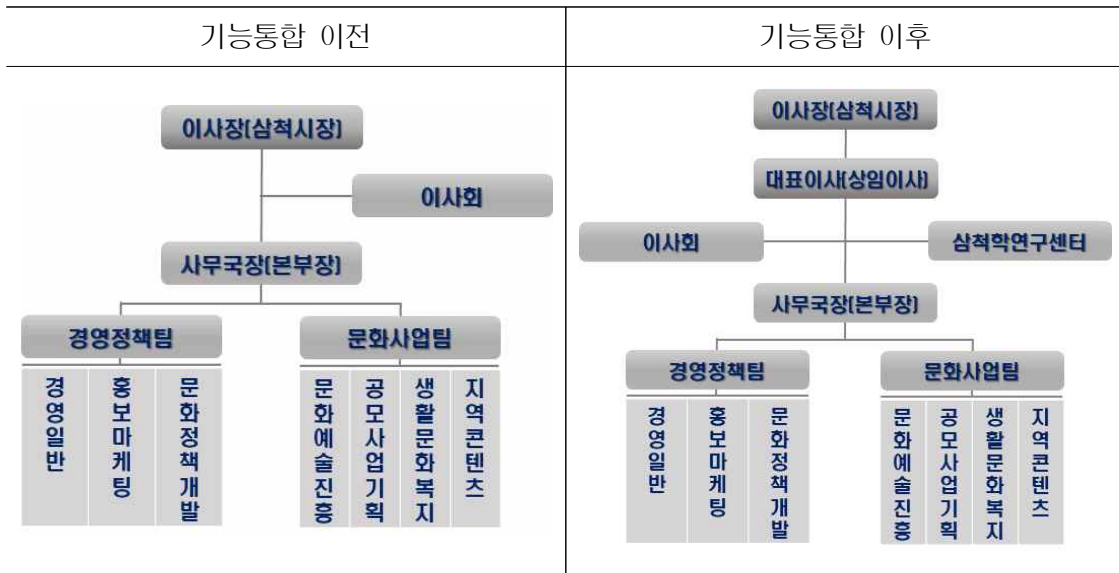 기능통합 이전
이사장(삼척시장)
이사회
사무국장(본부장)
경영정책팀
문화사업팀
경영일반
홍보마케팅
문화정책개발
문화예술진흥
공모사업기획
생활문화복지
지역콘텐츠
기능통합 이후
이사장(삼척시장)
대표이사(상임이사)
이사회
삼척학연구센터
사무국장(본부장)
경영정책팀
문화사업팀
경영일반
홍보마케팅
문화정책개발
문화예술진흥
공모사업기획
생활문화복지
지역콘텐츠